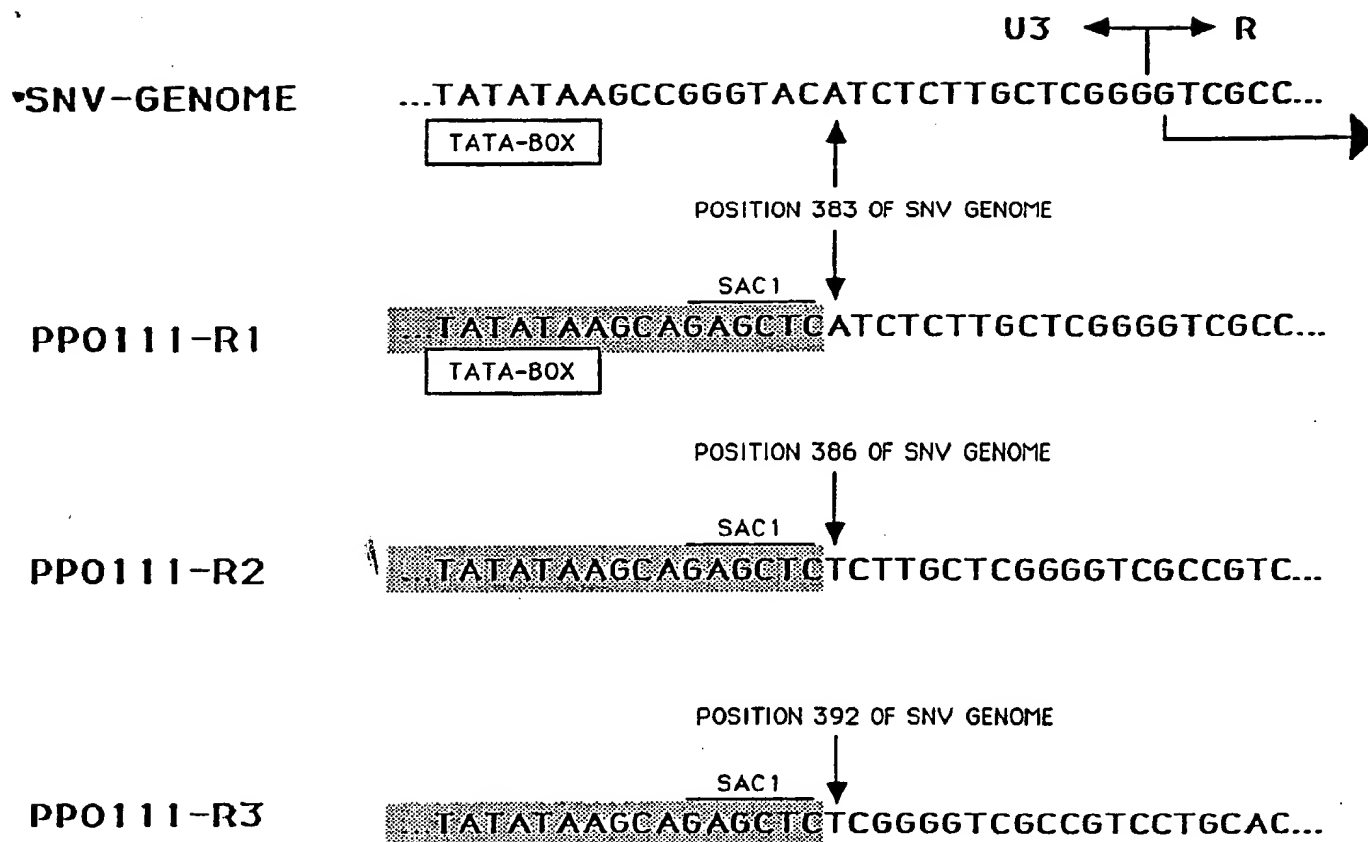 U3 R
SNV-GENOME ...TATATAAGCCGGGTACATCTCTTGCTCGGGGTCGCC...
TATA-BOX
POSITION 383 OF SNV GENOME
SAC1
PPO111-R1 ...TATATAAGCAGAGCTCATCTCTTGCTCGGGGTCGCC...
TATA-BOX
POSITION 386 OF SNV GENOME
SAC1
PPO111-R2 ...TATATAAGCAGAGCTCTCTTGCTCGGGGTCGCCGTC...
POSITION 392 OF SNV GENOME
SAC1
PPO111-R3 ...TATATAAGCAGAGCTCTCGGGGTCGCCGTCCTGCAC...